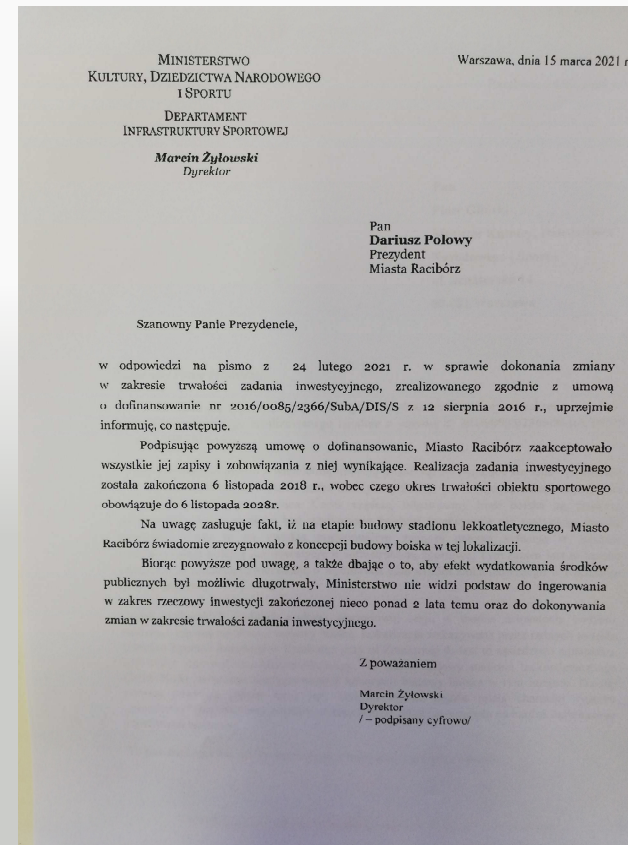 Ministerstwo
Kultury, Dziedzictwa Narodowego
i Sportu
Departament
Infrastruktury Sportowej
Marcin Żyłowski
Dyrektor
Warszawa, dnia 15 marca 2021 r
Pan
Dariusz Polowy
Prezydent
Miasta Racibórz
Szanowny Panie Prezydencie,
w odpowiedzi na pismo z 24 lutego 2021 r. w sprawie dokonania zmiany
w zakresie trwałości zadania inwestycyjnego, zrealizowanego zgodnie z umową
o dofinansowanie nr 2016/0085/2366/SubA/DIS/S z 12 sierpnia 2016 r., uprzejmie
informuję, co następuje.
Podpisując powyższą umowę o dofinansowanie, Miasto Racibórz zaakceptowało
wszystkie jej zapisy i zobowiązania z niej wynikające. Realizacja zadania inwestycyjnego
została zakończona 6 listopada 2018 r., wobec czego okres trwałości obiektu sportowego
obowiązuje do 6 listopada 2028r.
Na uwagę zasługuje fakt, iż na etapie budowy stadionu lekkoatletycznego, Miasto
Racibórz świadomie zrezygnowało z koncepcji budowy boiska w tej lokalizacji.
Biorąc powyższe pod uwagę, a także dbając o to, aby efekt wydatkowania środków
publicznych był możliwie długotrwały, Ministerstwo nie widzi podstaw do ingerowania
w zakres rzeczowy inwestycji zakończonej nieco ponad 2 lata temu oraz do dokonywania
zmian w zakresie trwałości zadania inwestycyjnego.
Z poważaniem
Marcin Żyłowski
Dyrektor
/ – podpisany cyfrowo/